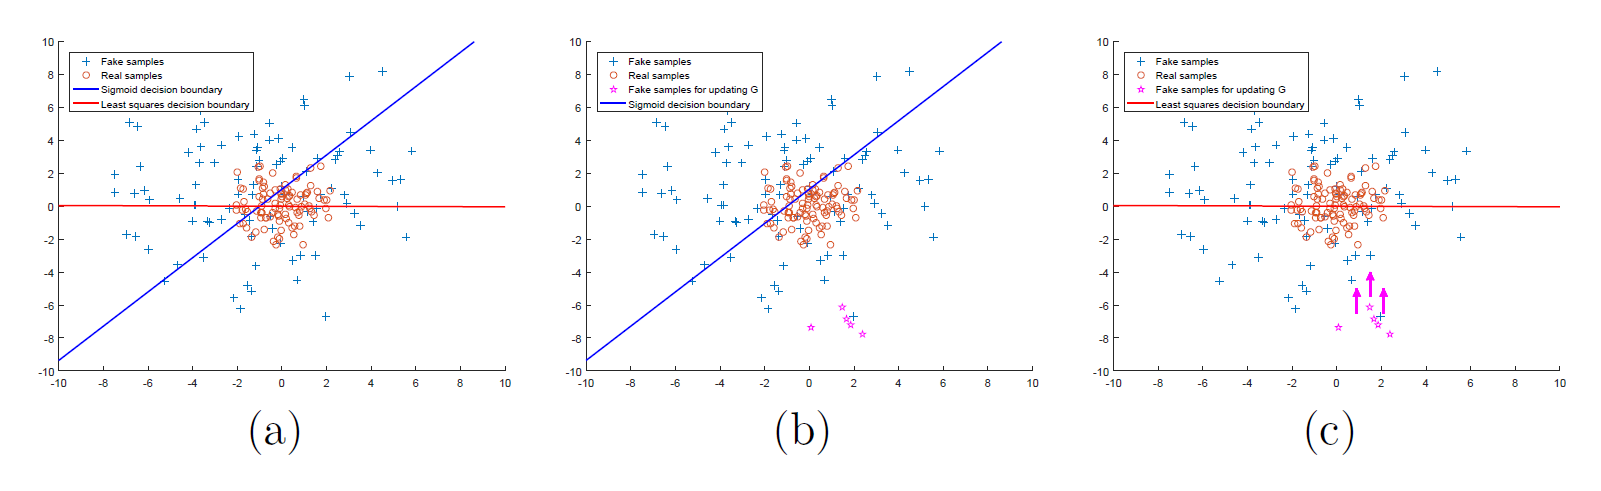 10
8
6
4
2
0
-2
-4
-6
-8
-10
-10 -8 -6 -4 -2 0 2 4 6 8 10
Fake samples
Real samples
Sigmoid decision boundary
Least squares decision boundary
(a)
10
8
6
4
2
0
-2
-4
-6
-8
-10
-10 -8 -6 -4 -2 0 2 4 6 8 10
Fake samples
Real samples
Fake samples for updating G
Sigmoid decision boundary
(b)
10
8
6
4
2
0
-2
-4
-6
-8
-10
-10 -8 -6 -4 -2 0 2 4 6 8 10
Fake samples
Real samples
Fake samples for updating G
Least squares decision boundary
(c)